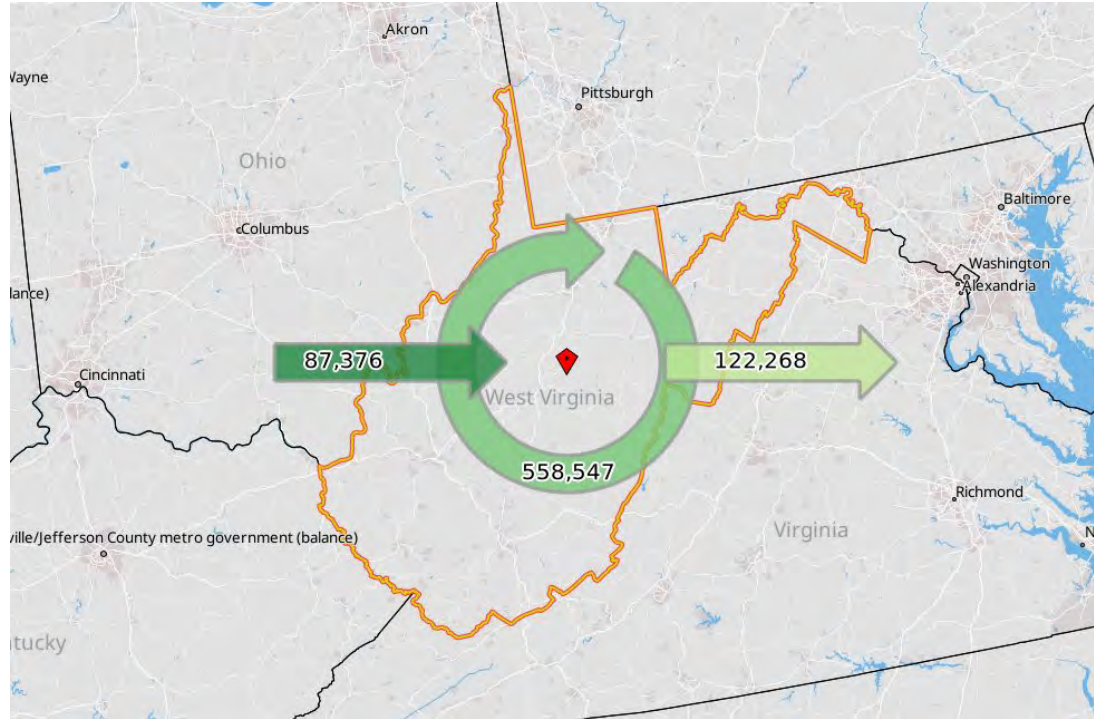 Akron
Wayne
Pittsburgh
Ohio
Baltimore
Columbus
Washington
Alexandria
lance)
87,376
122,268
Cincinnati
West Virginia
558,547
Richmond
Virginia
ville/Jefferson County metro government (balance)
N
ntucky